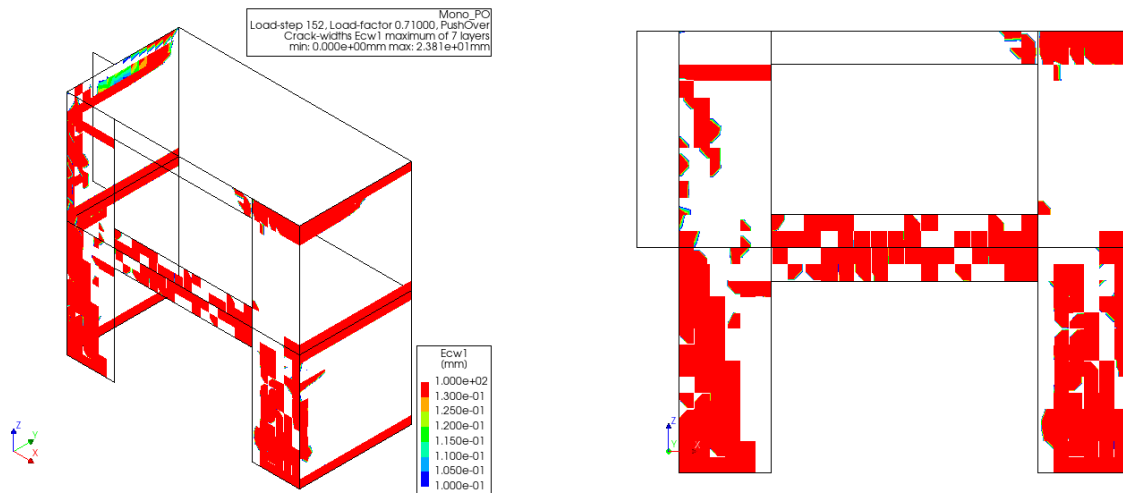 Mono_PO
Load-step 152, Load-factor 0.71000, PushOver
Crack-widths Ecw1 maximum of 7 layers
min: 0.000e+00mm max: 2.381e+01mm
Ecw1
(mm)
1.000e+02
1.300e-01
1.250e-01
1.200e-01
1.150e-01
1.100e-01
1.050e-01
1.000e-01
Z
Y
X
Z
Y
X